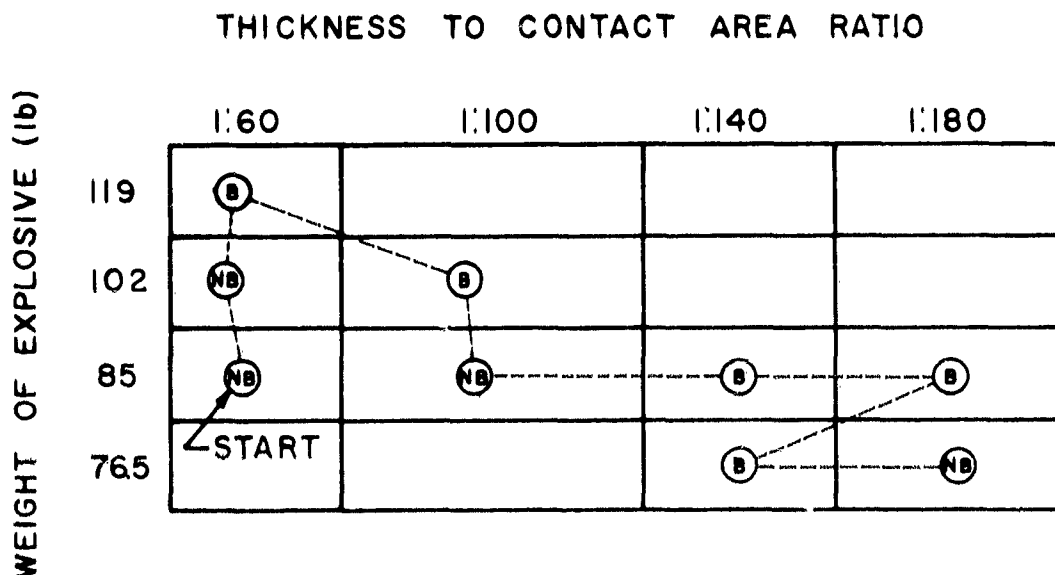 THICKNESS TO CONTACT AREA RATIO
WEIGHT OF EXPLOSIVE (lb)
1:60 1:100 1:140 1:180
119 B
102 NB B
85 NB NB B B
START
76.5 B NB